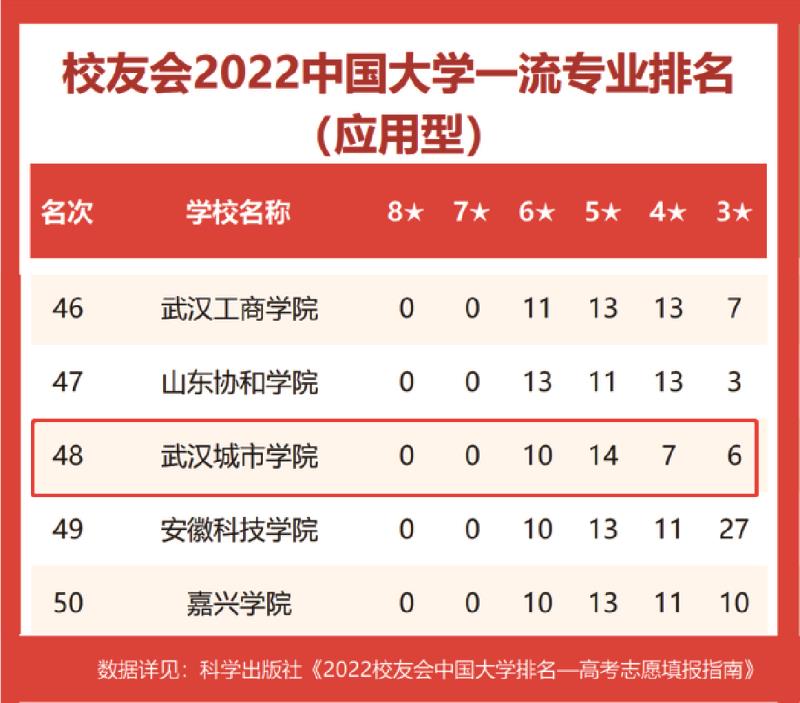 校友会2022中国大学一流专业排名
（应用型）
名次 学校名称 8★ 7★ 6★ 5★ 4★ 3★
46 武汉工商学院 0 0 11 13 13 7
47 山东协和学院 0 0 13 11 13 3
48 武汉城市学院 0 0 10 14 7 6
49 安徽科技学院 0 0 10 13 11 27
50 嘉兴学院 0 0 10 13 11 10
数据详见：科学出版社《2022校友会中国大学排名—高考志愿填报指南》